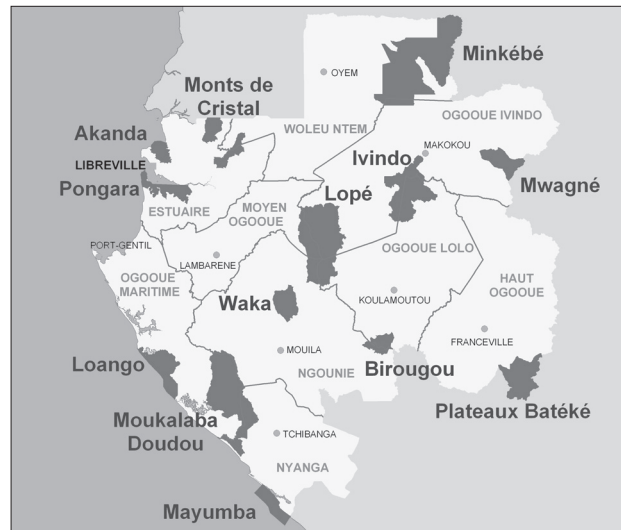 Minkébé
OYEM
Monts de
Cristal
OGOOUE IVINDO
WOLEU NTEM
Akanda
Ivindo
MAKOKOU
LIBREVILLE
Pongara
Lopé
Mwagné
ESTUAIRE
MOYEN
OGOOUE
PORT-GENTIL
OGOOUE LOLO
LAMBARENE
OGOOUE
MARITIME
HAUT
OGOOUE
Waka
KOULAMOUTOU
FRANCEVILLE
Loango
MOUILA
NGOUNIE
Birougou
Plateaux Batéké
Moukalaba
Doudou
TCHIBANGA
NYANGA
Mayumba